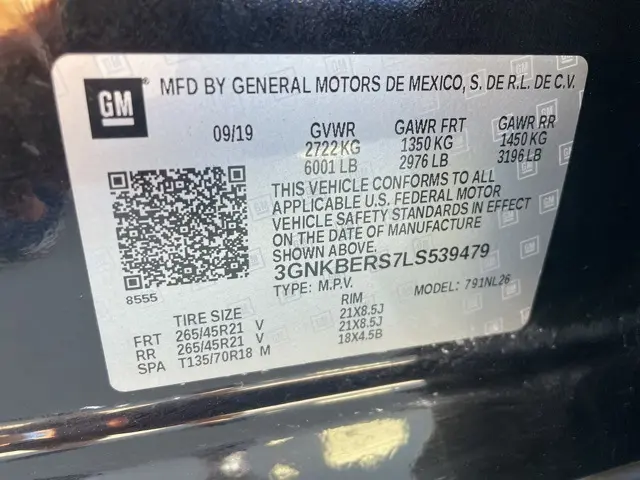 GM MFD BY GENERAL MOTORS DE MEXICO, S. DE R.L. DE C.V.
09/19 GVWR GAWR FRT GAWR RR
2722 KG 1350 KG 1450 KG
6001 LB 2976 LB 3196 LB
THIS VEHICLE CONFORMS TO ALL
APPLICABLE U.S. FEDERAL MOTOR
VEHICLE SAFETY STANDARDS IN EFFECT
ON THE DATE OF MANUFACTURE
SHOWN ABOVE.
3GNKBERS7LS539479
8555 TYPE: M.P.V. MODEL: 791NL26
TIRE SIZE RIM
FRT 265/45R21 V 21X8.5J
RR 265/45R21 V 21X8.5J
SPA T135/70R18 M 18X4.5B